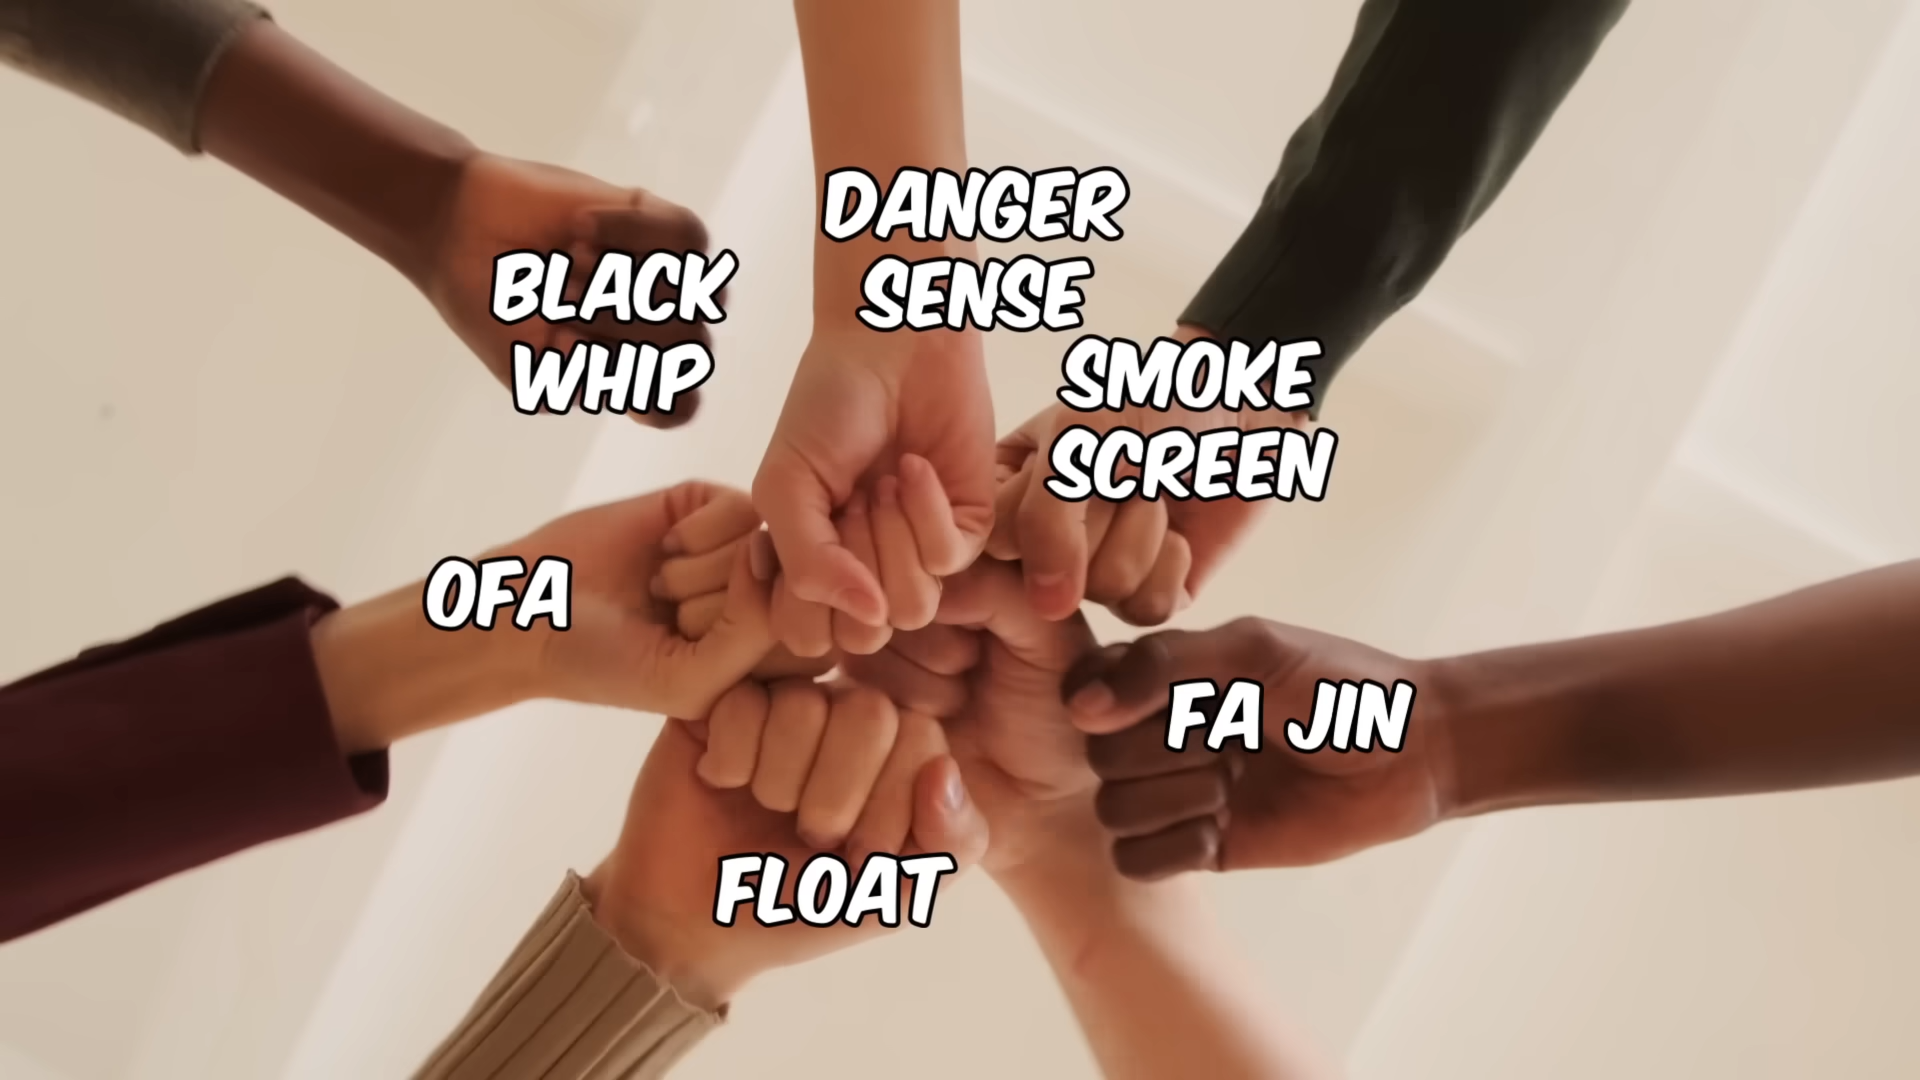 DANGER
SENSE
BLACK
WHIP
SMOKE
SCREEN
OFA
FA JIN
FLOAT